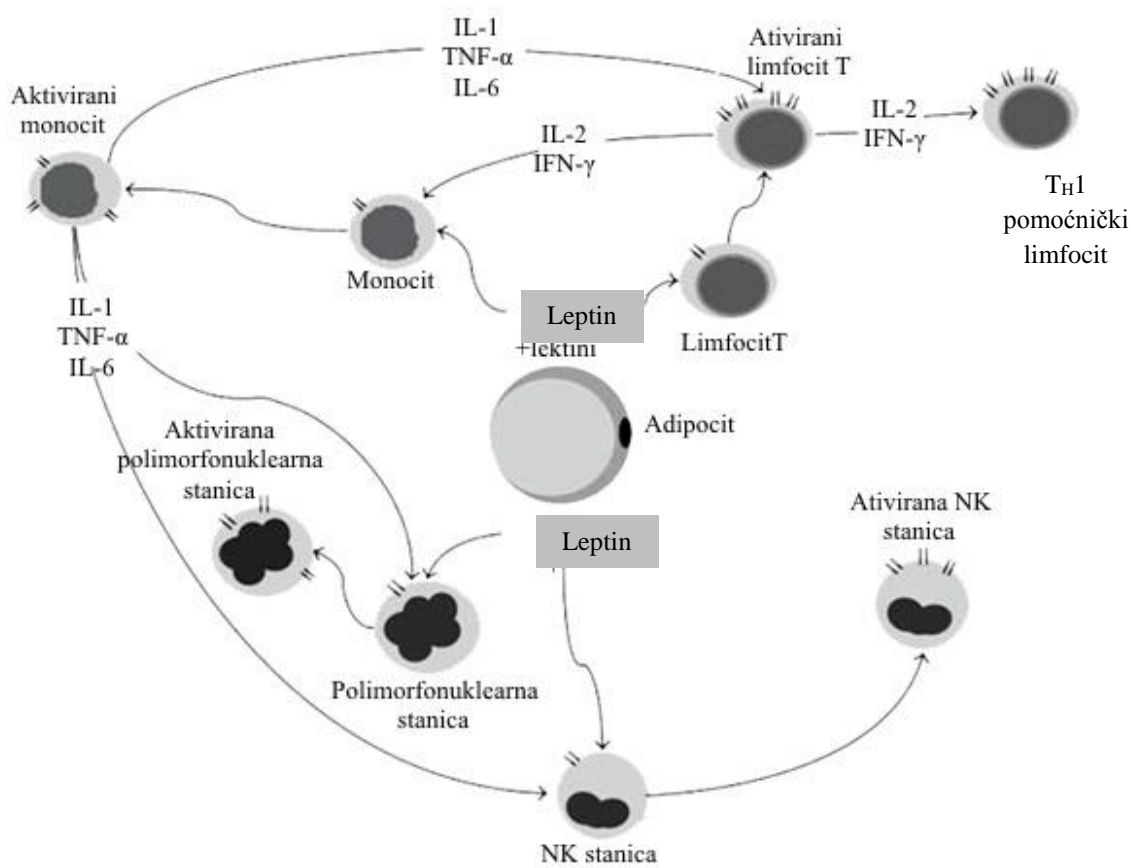 IL-1
TNF-α
IL-6
Ativirani
limfocit T
Aktivirani
monocit
IL-2
IFN-γ
IL-2
IFN-γ
TH1
pomoćnički
limfocit
Monocit
Leptin
+lektini
LimfocitT
IL-1
TNF-α
IL-6
Adipocit
Aktivirana
polimorfonuklearna
stanica
Leptin
Ativirana NK
stanica
Polimorfonuklearna
stanica
NK stanica